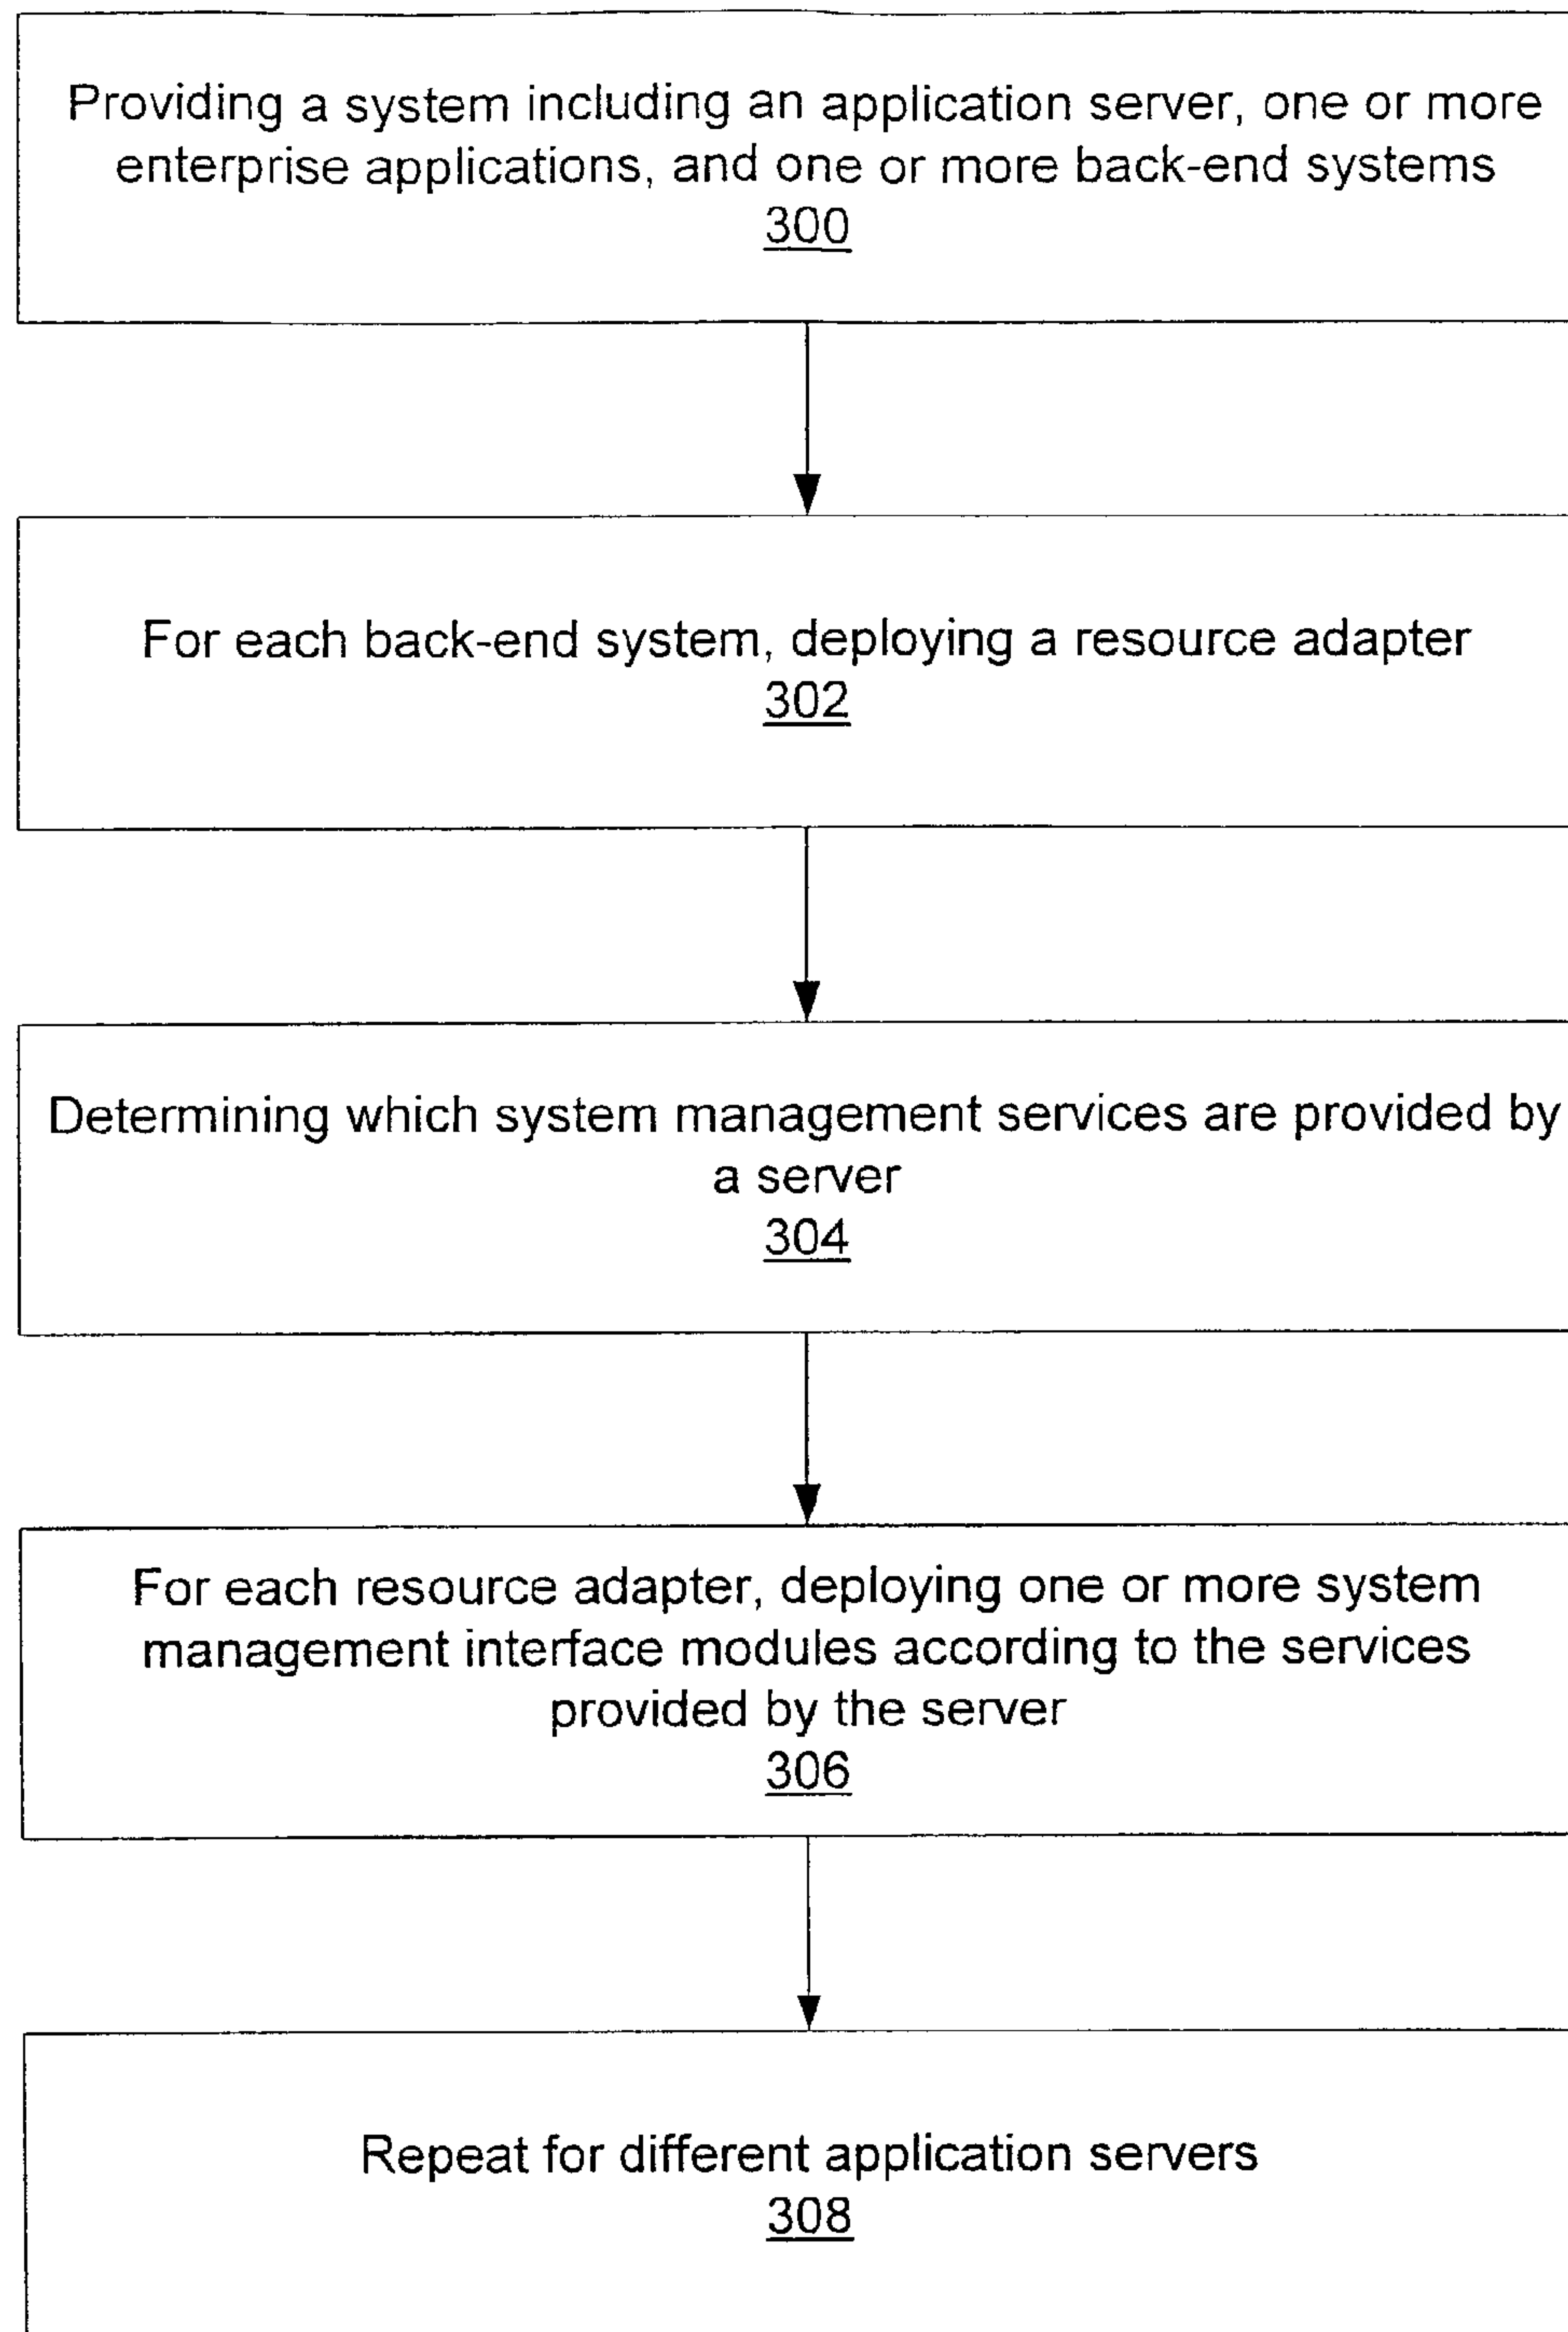 Providing a system including an application server, one or more
enterprise applications, and one or more back-end systems
300
For each back-end system, deploying a resource adapter
302
Determining which system management services are provided by
a server
304
For each resource adapter, deploying one or more system
management interface modules according to the services
provided by the server
306
Repeat for different application servers
308